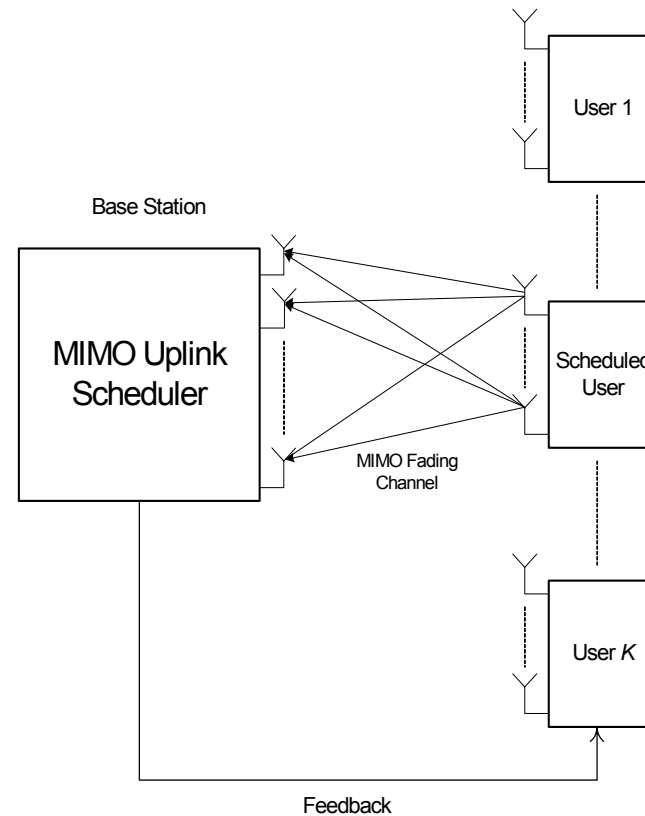 User 1
Base Station
MIMO Uplink
Scheduler
Scheduled
User
MIMO Fading
Channel
User K
Feedback